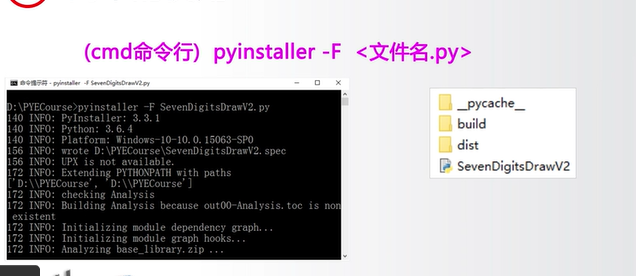 (cmd命令行) pyinstaller -F <文件名.py>
命令提示符 - pyinstaller -F SevenDigitsDrawV2.py
D:\PYECourse>pyinstaller -F SevenDigitsDrawV2.py
140 INFO: PyInstaller: 3.3.1
140 INFO: Python: 3.6.4
140 INFO: Platform: Windows-10-10.0.15063-SP0
156 INFO: wrote D:\PYECourse\SevenDigitsDrawV2.spec
156 INFO: UPX is not available.
172 INFO: Extending PYTHONPATH with paths
['D:\\PYECourse', 'D:\\PYECourse']
172 INFO: checking Analysis
172 INFO: Building Analysis because out00-Analysis.toc is non
existent
172 INFO: Initializing module dependency graph...
172 INFO: Initializing module graph hooks...
172 INFO: Analyzing base_library.zip ...
__pycache__
build
dist
SevenDigitsDrawV2